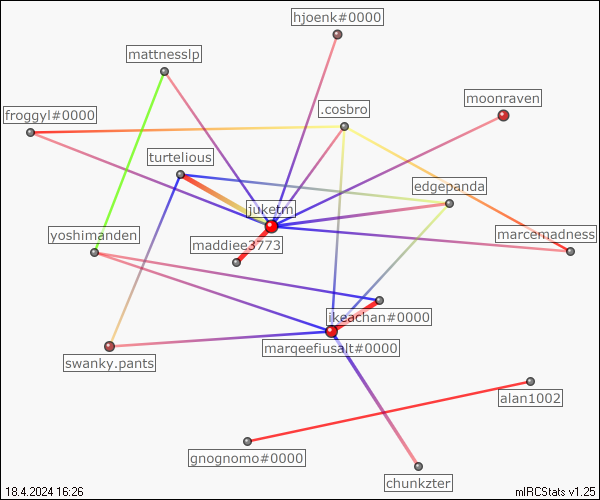 hjoenk#0000
mattnesslp
moonraven
froggyl#0000
.cosbro
turtelious
edgepanda
juketm
yoshimanden
marcemadness
maddiee3773
ikeachan#0000
marqeefiusalt#0000
swanky.pants
alan1002
gnognomo#0000
chunkzter
18.4.2024 16:26
mIRCStats v1.25